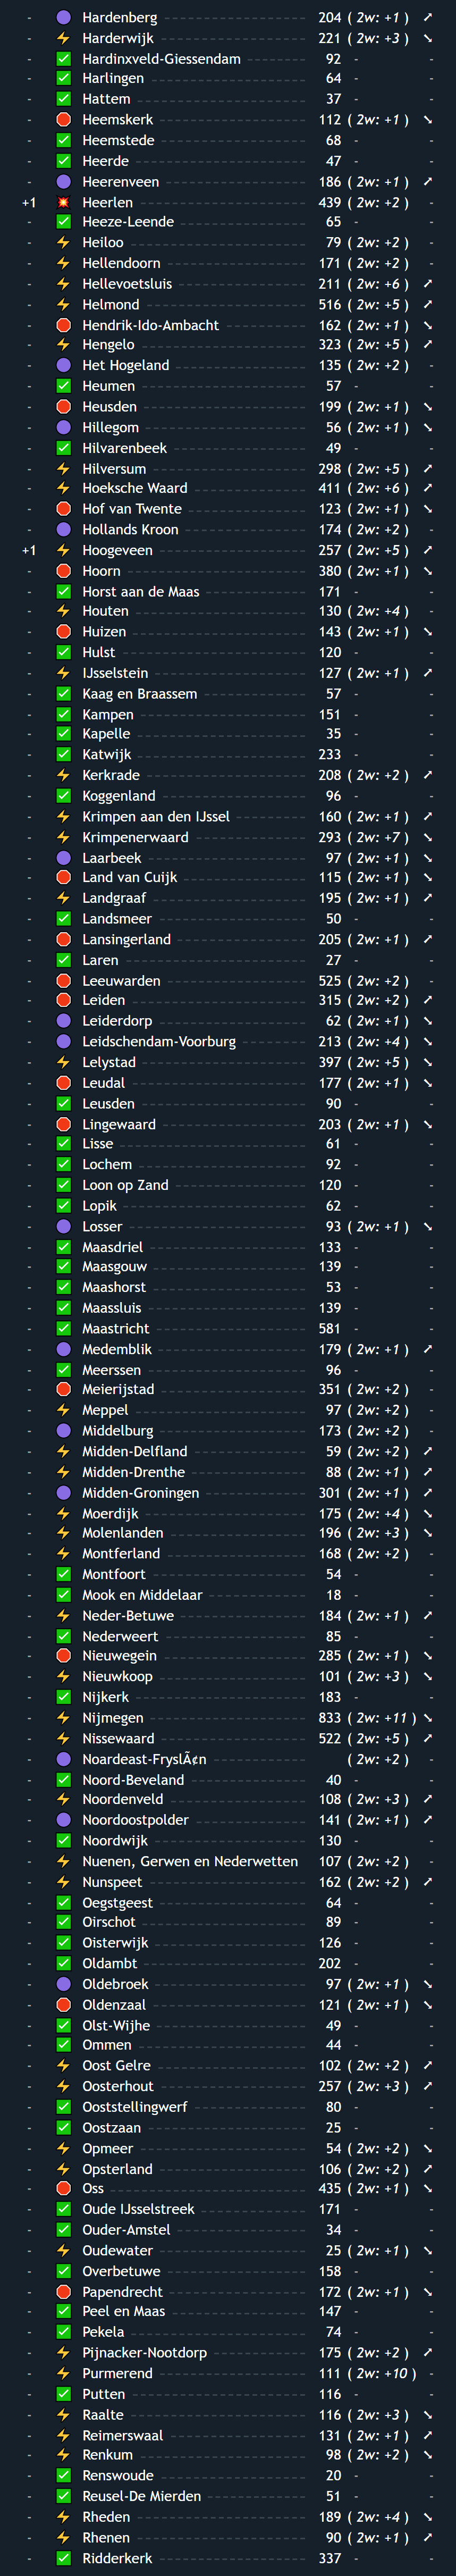 - Hardenberg 204 ( 2w: +1 ) ➚
- Harderwijk 221 ( 2w: +3 ) ➘
- Hardinxveld-Giessendam 92 - -
- Harlingen 64 - -
- Hattem 37 - -
- Heemskerk 112 ( 2w: +1 ) ➘
- Heemstede 68 - -
- Heerde 47 - -
- Heerenveen 186 ( 2w: +1 ) ➚
+1 Heerlen 439 ( 2w: +2 ) -
- Heeze-Leende 65 - -
- Heiloo 79 ( 2w: +2 ) -
- Hellendoorn 171 ( 2w: +2 ) -
- Hellevoetsluis 211 ( 2w: +6 ) ➚
- Helmond 516 ( 2w: +5 ) ➚
- Hendrik-Ido-Ambacht 162 ( 2w: +1 ) ➘
- Hengelo 323 ( 2w: +5 ) ➚
- Het Hogeland 135 ( 2w: +2 ) -
- Heumen 57 - -
- Heusden 199 ( 2w: +1 ) ➘
- Hillegom 56 ( 2w: +1 ) ➘
- Hilvarenbeek 49 - -
- Hilversum 298 ( 2w: +5 ) ➚
- Hoeksche Waard 411 ( 2w: +6 ) ➚
- Hof van Twente 123 ( 2w: +1 ) ➘
- Hollands Kroon 174 ( 2w: +2 ) -
+1 Hoogeveen 257 ( 2w: +5 ) ➚
- Hoorn 380 ( 2w: +1 ) ➘
- Horst aan de Maas 171 - -
- Houten 130 ( 2w: +4 ) -
- Huizen 143 ( 2w: +1 ) ➘
- Hulst 120 - -
- IJsselstein 127 ( 2w: +1 ) ➚
- Kaag en Braassem 57 - -
- Kampen 151 - -
- Kapelle 35 - -
- Katwijk 233 - -
- Kerkrade 208 ( 2w: +2 ) ➚
- Koggenland 96 - -
- Krimpen aan den IJssel 160 ( 2w: +1 ) ➚
- Krimpenerwaard 293 ( 2w: +7 ) ➘
- Laarbeek 97 ( 2w: +1 ) ➘
- Land van Cuijk 115 ( 2w: +1 ) ➘
- Landgraaf 195 ( 2w: +1 ) ➚
- Landsmeer 50 - -
- Lansingerland 205 ( 2w: +1 ) ➚
- Laren 27 - -
- Leeuwarden 525 ( 2w: +2 ) -
- Leiden 315 ( 2w: +2 ) ➚
- Leiderdorp 62 ( 2w: +1 ) ➘
- Leidschendam-Voorburg 213 ( 2w: +4 ) ➘
- Lelystad 397 ( 2w: +5 ) ➘
- Leudal 177 ( 2w: +1 ) ➘
- Leusden 90 - -
- Lingewaard 203 ( 2w: +1 ) ➘
- Lisse 61 - -
- Lochem 92 - -
- Loon op Zand 120 - -
- Lopik 62 - -
- Losser 93 ( 2w: +1 ) ➘
- Maasdriel 133 - -
- Maasgouw 139 - -
- Maashorst 53 - -
- Maassluis 139 - -
- Maastricht 581 - -
- Medemblik 179 ( 2w: +1 ) ➚
- Meerssen 96 - -
- Meierijstad 351 ( 2w: +2 ) -
- Meppel 97 ( 2w: +2 ) -
- Middelburg 173 ( 2w: +2 ) -
- Midden-Delfland 59 ( 2w: +2 ) ➚
- Midden-Drenthe 88 ( 2w: +1 ) ➚
- Midden-Groningen 301 ( 2w: +1 ) ➚
- Moerdijk 175 ( 2w: +4 ) ➘
- Molenlanden 196 ( 2w: +3 ) ➘
- Montferland 168 ( 2w: +2 ) -
- Montfoort 54 - -
- Mook en Middelaar 18 - -
- Neder-Betuwe 184 ( 2w: +1 ) ➚
- Nederweert 85 - -
- Nieuwegein 285 ( 2w: +1 ) ➘
- Nieuwkoop 101 ( 2w: +3 ) ➘
- Nijkerk 183 - -
- Nijmegen 833 ( 2w: +11 ) ➘
- Nissewaard 522 ( 2w: +5 ) ➚
- Noardeast-FryslÃ¢n ( 2w: +2 ) -
- Noord-Beveland 40 - -
- Noordenveld 108 ( 2w: +3 ) ➚
- Noordoostpolder 141 ( 2w: +1 ) ➚
- Noordwijk 130 - -
- Nuenen, Gerwen en Nederwetten 107 ( 2w: +2 ) -
- Nunspeet 162 ( 2w: +2 ) ➚
- Oegstgeest 64 - -
- Oirschot 89 - -
- Oisterwijk 126 - -
- Oldambt 202 - -
- Oldebroek 97 ( 2w: +1 ) ➘
- Oldenzaal 121 ( 2w: +1 ) ➘
- Olst-Wijhe 49 - -
- Ommen 44 - -
- Oost Gelre 102 ( 2w: +2 ) ➚
- Oosterhout 257 ( 2w: +3 ) ➚
- Ooststellingwerf 80 - -
- Oostzaan 25 - -
- Opmeer 54 ( 2w: +2 ) ➘
- Opsterland 106 ( 2w: +2 ) ➚
- Oss 435 ( 2w: +1 ) ➘
- Oude IJsselstreek 171 - -
- Ouder-Amstel 34 - -
- Oudewater 25 ( 2w: +1 ) ➘
- Overbetuwe 158 - -
- Papendrecht 172 ( 2w: +1 ) ➘
- Peel en Maas 147 - -
- Pekela 74 - -
- Pijnacker-Nootdorp 175 ( 2w: +2 ) ➚
- Purmerend 111 ( 2w: +10 ) -
- Putten 116 - -
- Raalte 116 ( 2w: +3 ) ➘
- Reimerswaal 131 ( 2w: +1 ) ➚
- Renkum 98 ( 2w: +2 ) ➘
- Renswoude 20 - -
- Reusel-De Mierden 51 - -
- Rheden 189 ( 2w: +4 ) ➘
- Rhenen 90 ( 2w: +1 ) ➚
- Ridderkerk 337 - -